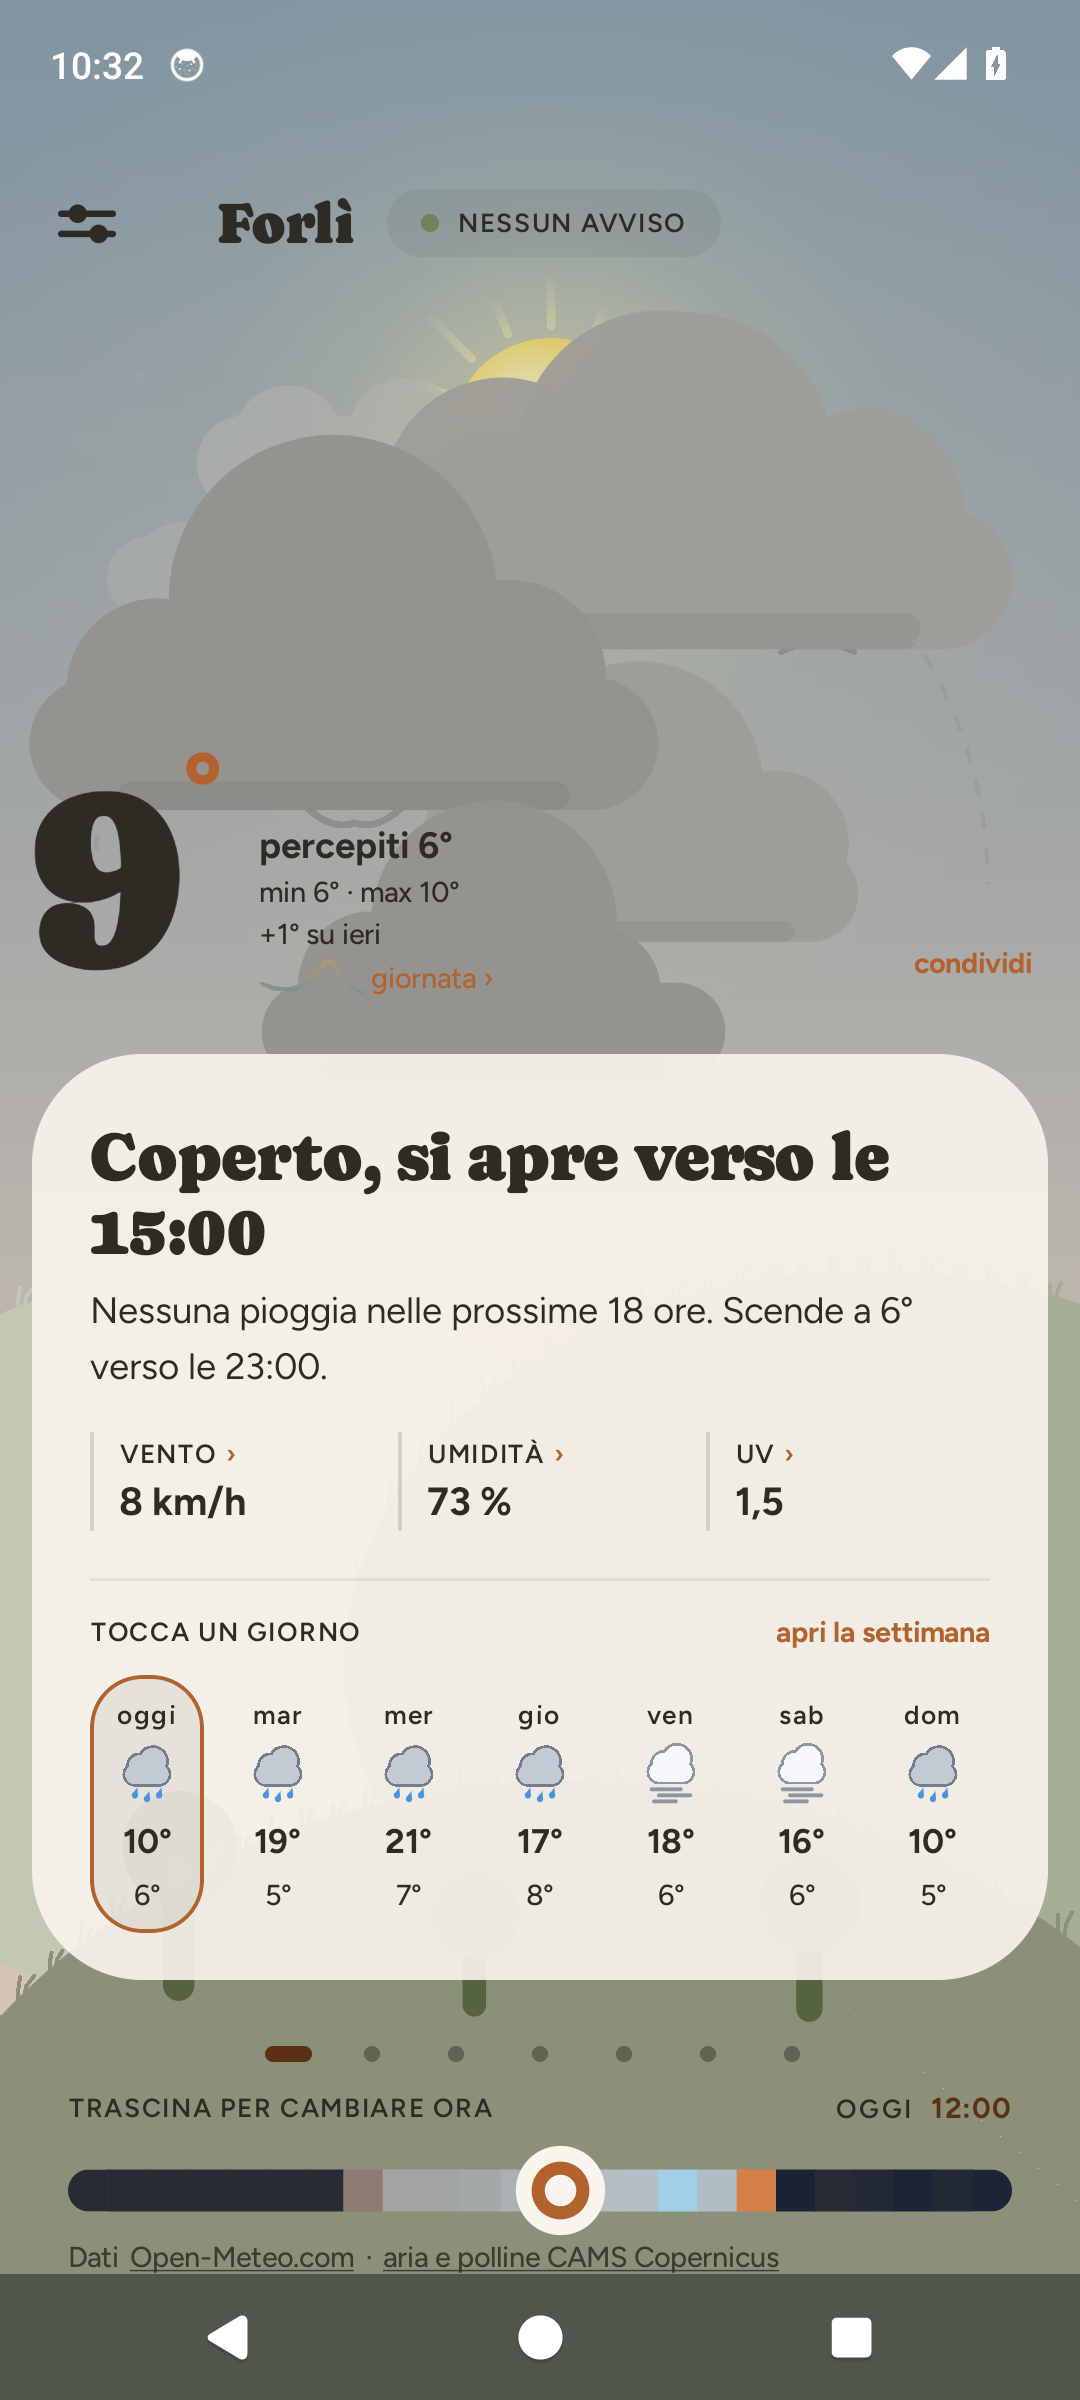 10:32
Forlì
NESSUN AVVISO
9°
percepiti 6°
min 6° · max 10°
+1° su ieri
giornata ›
condividi
Coperto, si apre verso le
15:00
Nessuna pioggia nelle prossime 18 ore. Scende a 6°
verso le 23:00.
VENTO › UMIDITÀ › UV ›
8 km/h 73 % 1,5
TOCCA UN GIORNO apri la settimana
oggi mar mer gio ven sab dom
10° 19° 21° 17° 18° 16° 10°
6° 5° 7° 8° 6° 6° 5°
TRASCINA PER CAMBIARE ORA OGGI 12:00
Dati Open-Meteo.com · aria e polline CAMS Copernicus